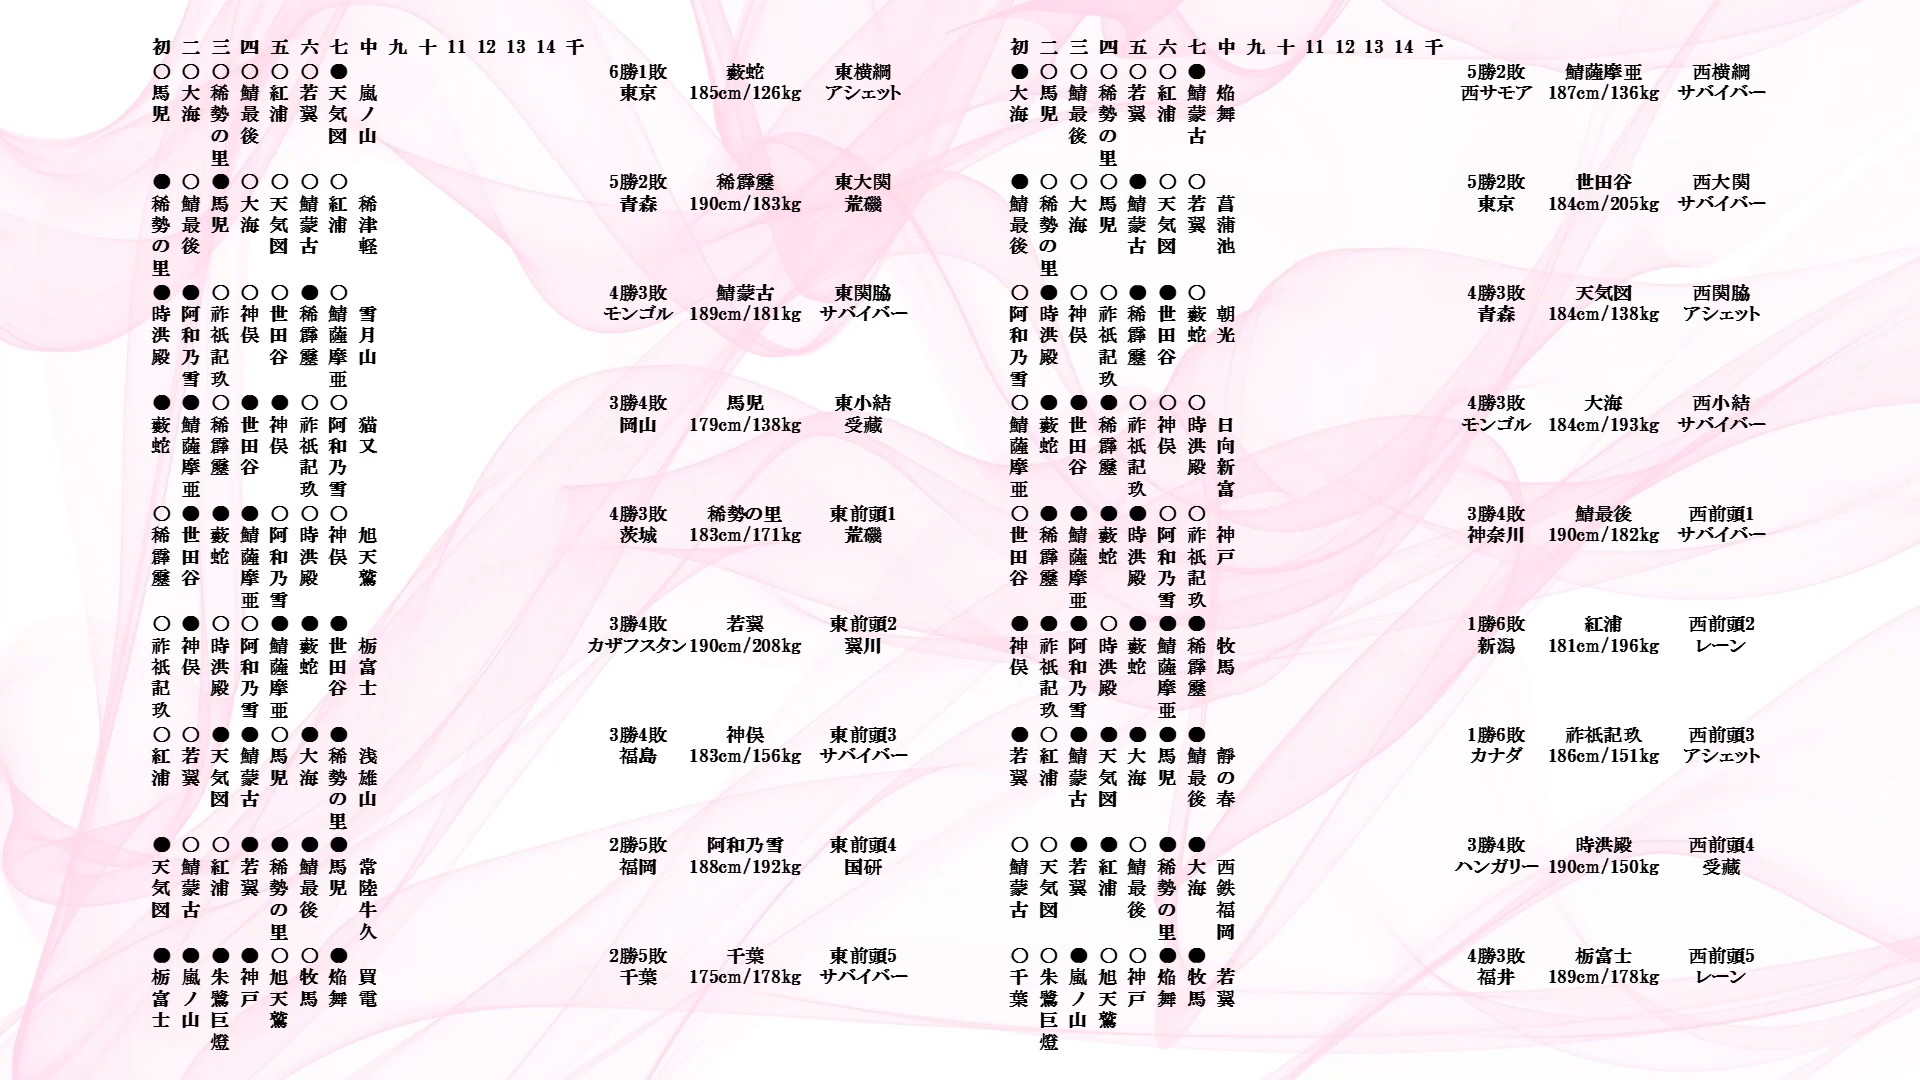 初 二 三 四 五 六 七 中 九 十 11 12 13 14 千
○馬児 ○大海 ○稀勢の里 ○鯖最後 ○紅浦 ○若翼 ●天気図 嵐ノ山
6勝1敗 藪蛇 東横綱
東京 185cm/126kg アシェット
●稀勢の里 ○鯖最後 ●馬児 ○大海 ○天気図 ○鯖蒙古 ○紅浦 稀津軽
5勝2敗 稀霹靂 東大関
青森 190cm/183kg 荒磯
●時洪殿 ●阿和乃雪 ○祚祇記玖 ○神俣 ○世田谷 ●稀霹靂 ○鯖薩摩亜 雪月山
4勝3敗 鯖蒙古 東関脇
モンゴル 189cm/181kg サバイバー
●藪蛇 ●鯖薩摩亜 ○稀霹靂 ●世田谷 ●神俣 ○祚祇記玖 ○阿和乃雪 猫又
3勝4敗 馬児 東小結
岡山 179cm/138kg 受蔵
○稀霹靂 ●世田谷 ●藪蛇 ●鯖薩摩亜 ○阿和乃雪 ○時洪殿 ○神俣 旭天鷲
4勝3敗 稀勢の里 東前頭1
茨城 183cm/171kg 荒磯
○祚祇記玖 ●神俣 ○時洪殿 ○阿和乃雪 ●鯖薩摩亜 ●藪蛇 ●世田谷 栃富士
3勝4敗 若翼 東前頭2
カザフスタン 190cm/208kg 翼川
○紅浦 ○若翼 ●天気図 ●鯖蒙古 ○馬児 ●大海 ●稀勢の里 浅雄山
3勝4敗 神俣 東前頭3
福島 183cm/156kg サバイバー
●天気図 ○鯖蒙古 ○紅浦 ●若翼 ●稀勢の里 ●鯖最後 ●馬児 常陸牛久
2勝5敗 阿和乃雪 東前頭4
福岡 188cm/192kg 国研
●栃富士 ●嵐ノ山 ●朱鷺巨燈 ●神戸 ○旭天鷲 ○牧馬 ●焔舞 買電
2勝5敗 千葉 東前頭5
千葉 175cm/178kg サバイバー
初 二 三 四 五 六 七 中 九 十 11 12 13 14 千
●大海 ○馬児 ○鯖最後 ○稀勢の里 ○若翼 ○紅浦 ●鯖蒙古 焔舞
5勝2敗 鯖薩摩亜 西横綱
西サモア 187cm/136kg サバイバー
●鯖最後 ○稀勢の里 ○大海 ○馬児 ●鯖蒙古 ○天気図 ○若翼 菖蒲池
5勝2敗 世田谷 西大関
東京 184cm/205kg サバイバー
○阿和乃雪 ●時洪殿 ○神俣 ○祚祇記玖 ●稀霹靂 ●世田谷 ○藪蛇 朝光
4勝3敗 天気図 西関脇
青森 184cm/138kg アシェット
○鯖薩摩亜 ●藪蛇 ●世田谷 ●稀霹靂 ○祚祇記玖 ○神俣 ○時洪殿 日向新富
4勝3敗 大海 西小結
モンゴル 184cm/193kg サバイバー
○世田谷 ●稀霹靂 ●鯖薩摩亜 ●藪蛇 ●時洪殿 ○阿和乃雪 ○祚祇記玖 神戸
3勝4敗 鯖最後 西前頭1
神奈川 190cm/182kg サバイバー
●神俣 ●祚祇記玖 ●阿和乃雪 ○時洪殿 ●藪蛇 ●鯖薩摩亜 ●稀霹靂 牧馬
1勝6敗 紅浦 西前頭2
新潟 181cm/196kg レーン
●若翼 ○紅浦 ●鯖蒙古 ●天気図 ●大海 ●馬児 ●鯖最後 靜の春
1勝6敗 祚祇記玖 西前頭3
カナダ 186cm/151kg アシェット
○鯖蒙古 ○天気図 ●若翼 ●紅浦 ○鯖最後 ●稀勢の里 ●大海 西鉄福岡
3勝4敗 時洪殿 西前頭4
ハンガリー 190cm/150kg 受蔵
○千葉 ○朱鷺巨燈 ●嵐ノ山 ○旭天鷲 ○神戸 ●焔舞 ●牧馬 若翼
4勝3敗 栃富士 西前頭5
福井 189cm/178kg レーン